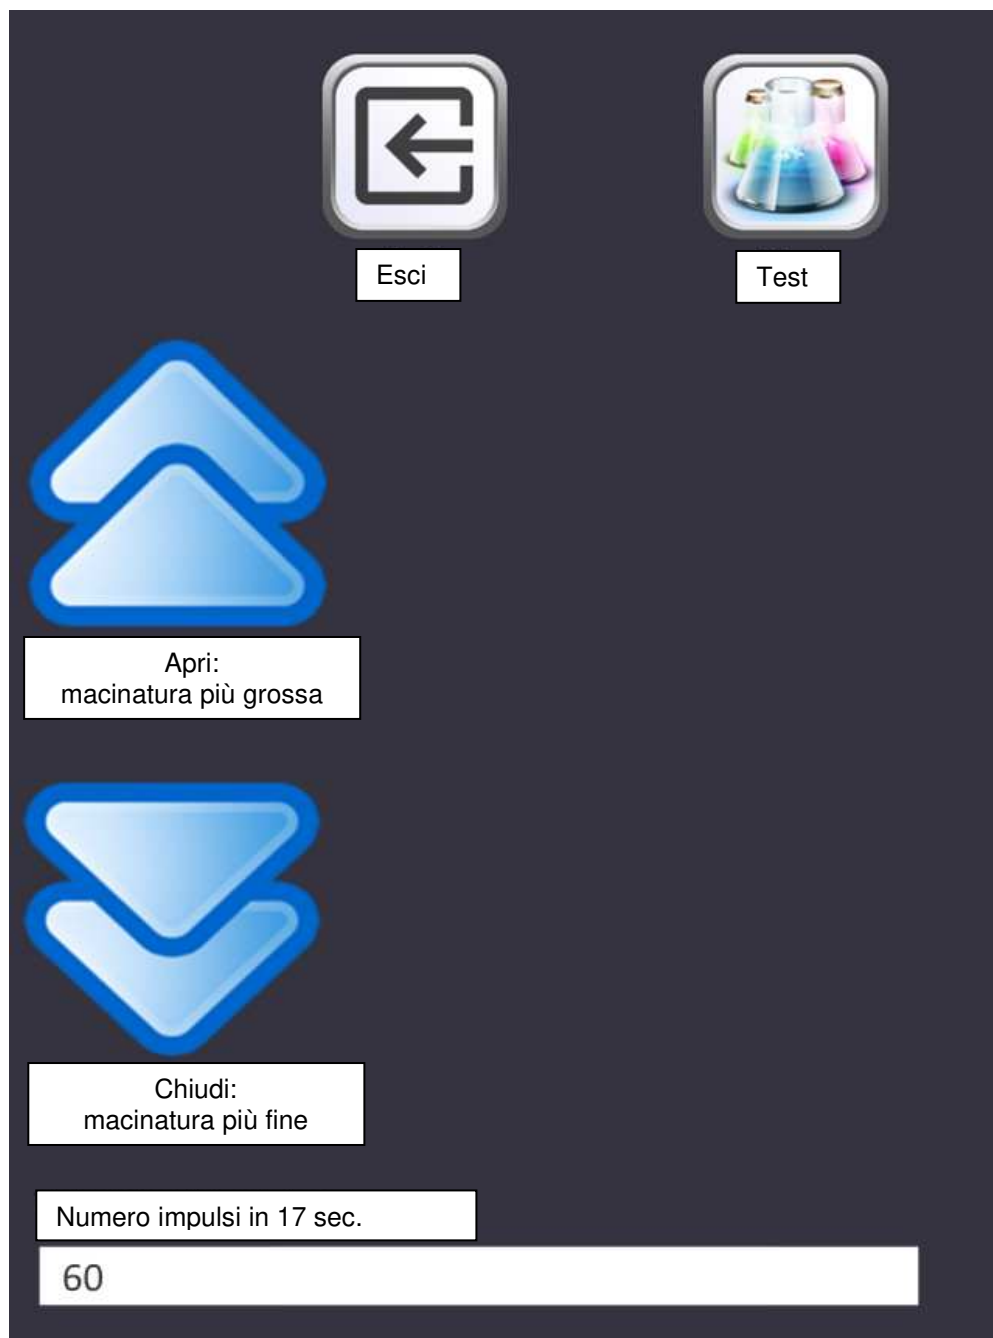 Esci
Test
Apri:
macinatura più grossa
Chiudi:
macinatura più fine
Numero impulsi in 17 sec.
60